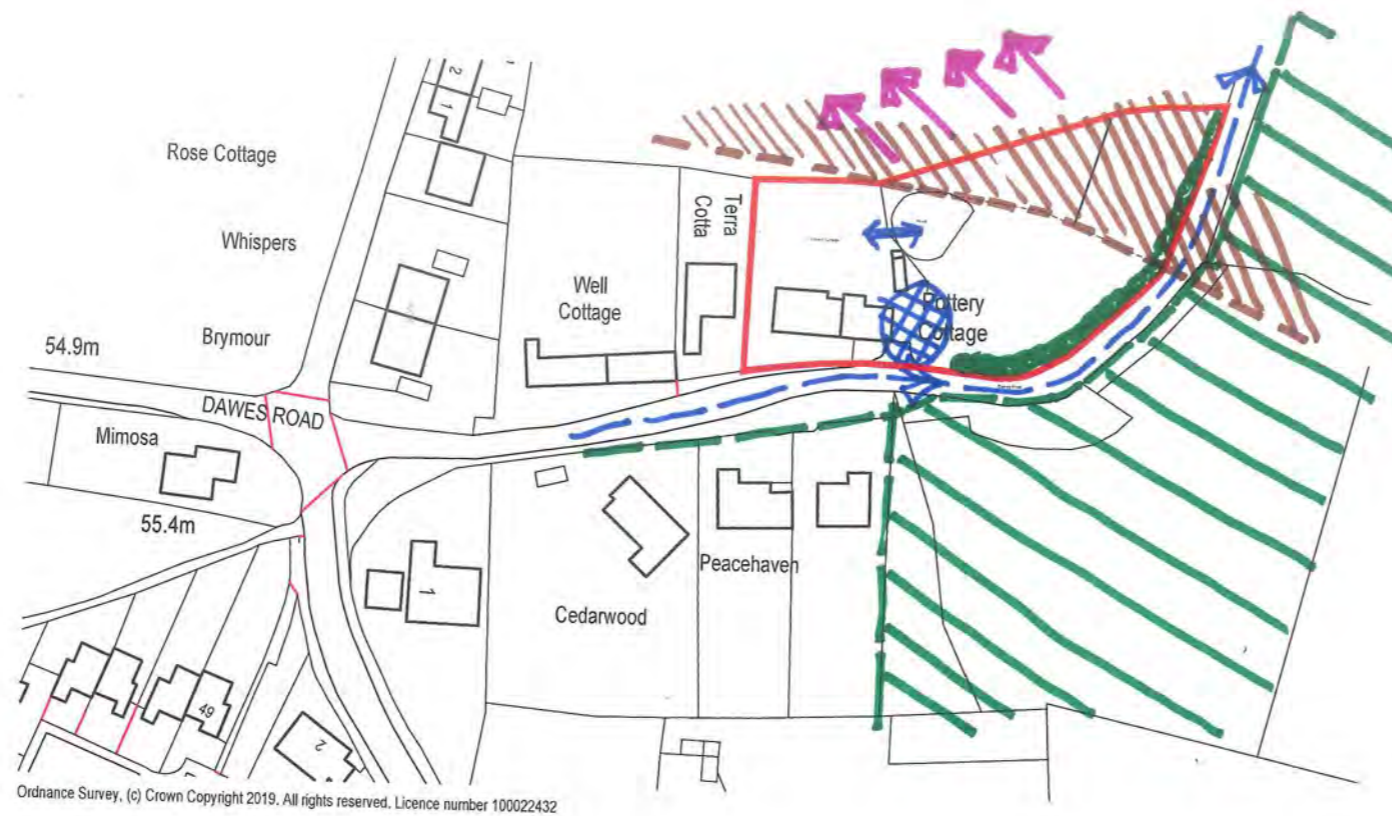 2
1
Rose Cottage
Whispers
Brymour
Terra
Cotta
Well
Cottage
Pottery
Cottage
54.9m
DAWES ROAD
Mimosa
55.4m
1
Peacehaven
Cedarwood
49
2
Ordnance Survey, (c) Crown Copyright 2019. All rights reserved. Licence number 100022432